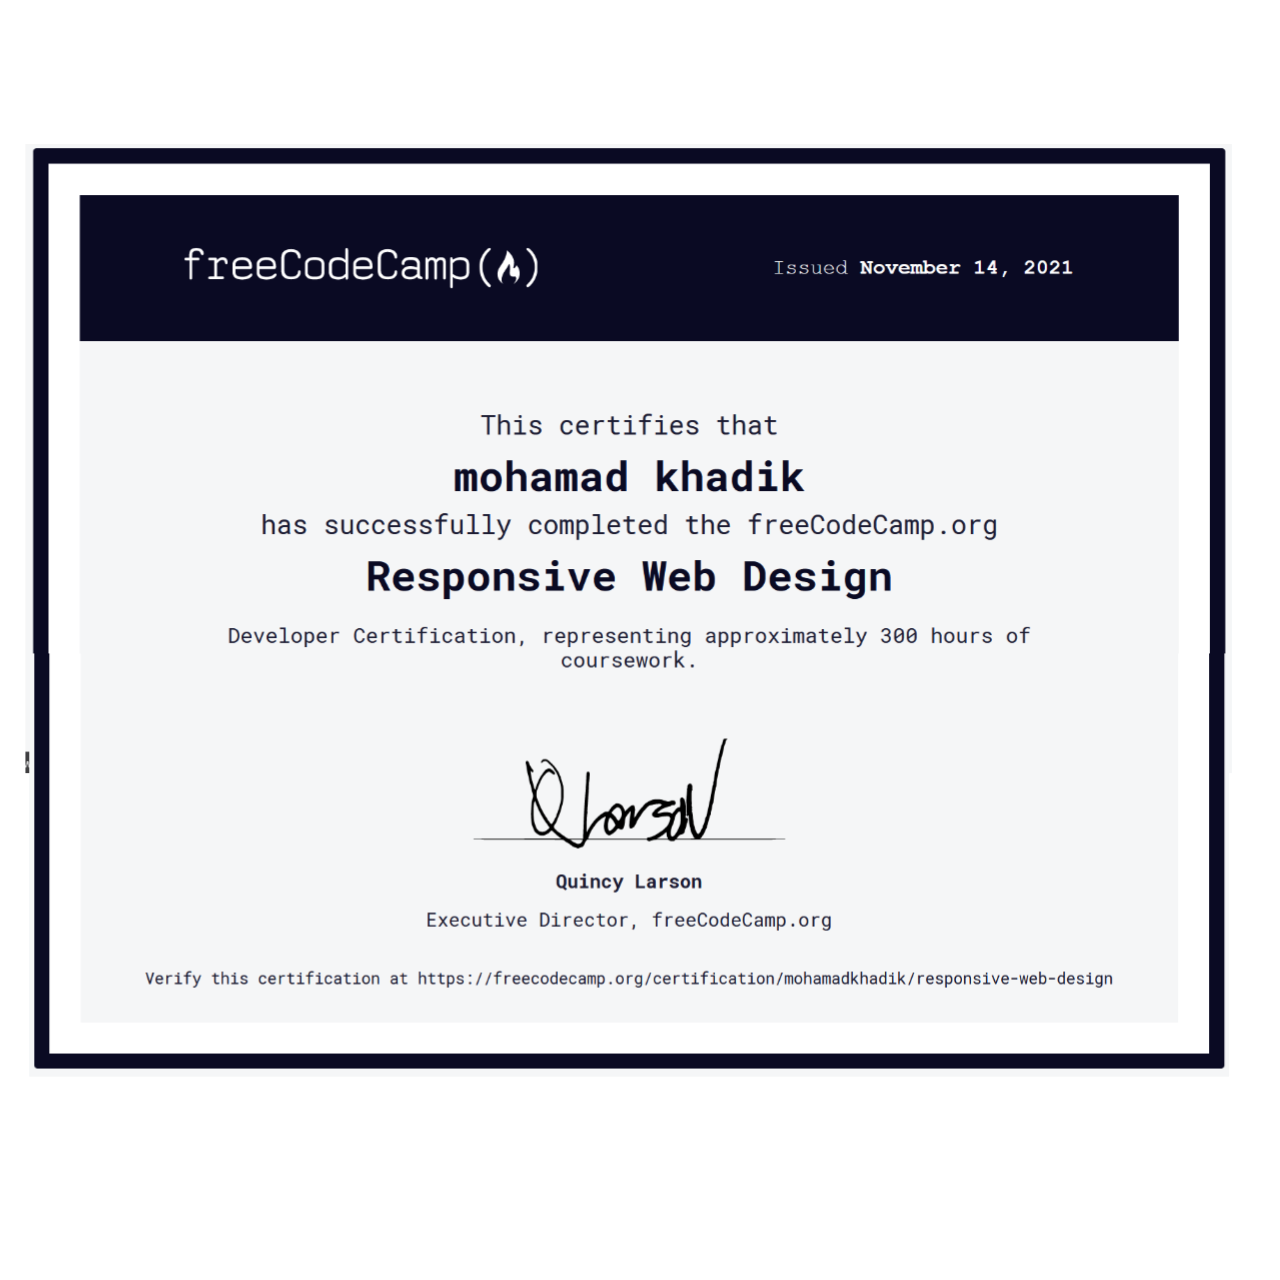 freeCodeCamp(🔥)
Issued November 14, 2021
This certifies that
mohamad khadik
has successfully completed the freeCodeCamp.org
Responsive Web Design
Developer Certification, representing approximately 300 hours of
coursework.
Q Larson
Quincy Larson
Executive Director, freeCodeCamp.org
Verify this certification at https://freecodecamp.org/certification/mohamadkhadik/responsive-web-design